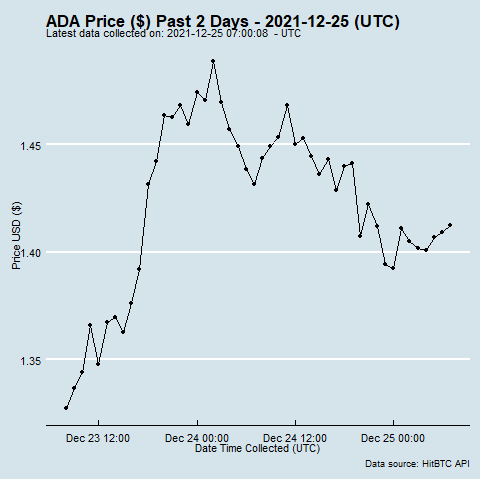 ADA Price ($) Past 2 Days - 2021-12-25 (UTC)
Latest data collected on: 2021-12-25 07:00:08 - UTC
1.45
1.40
1.35
Price USD ($)
Dec 23 12:00 Dec 24 00:00 Dec 24 12:00 Dec 25 00:00
Date Time Collected (UTC)
Data source: HitBTC API